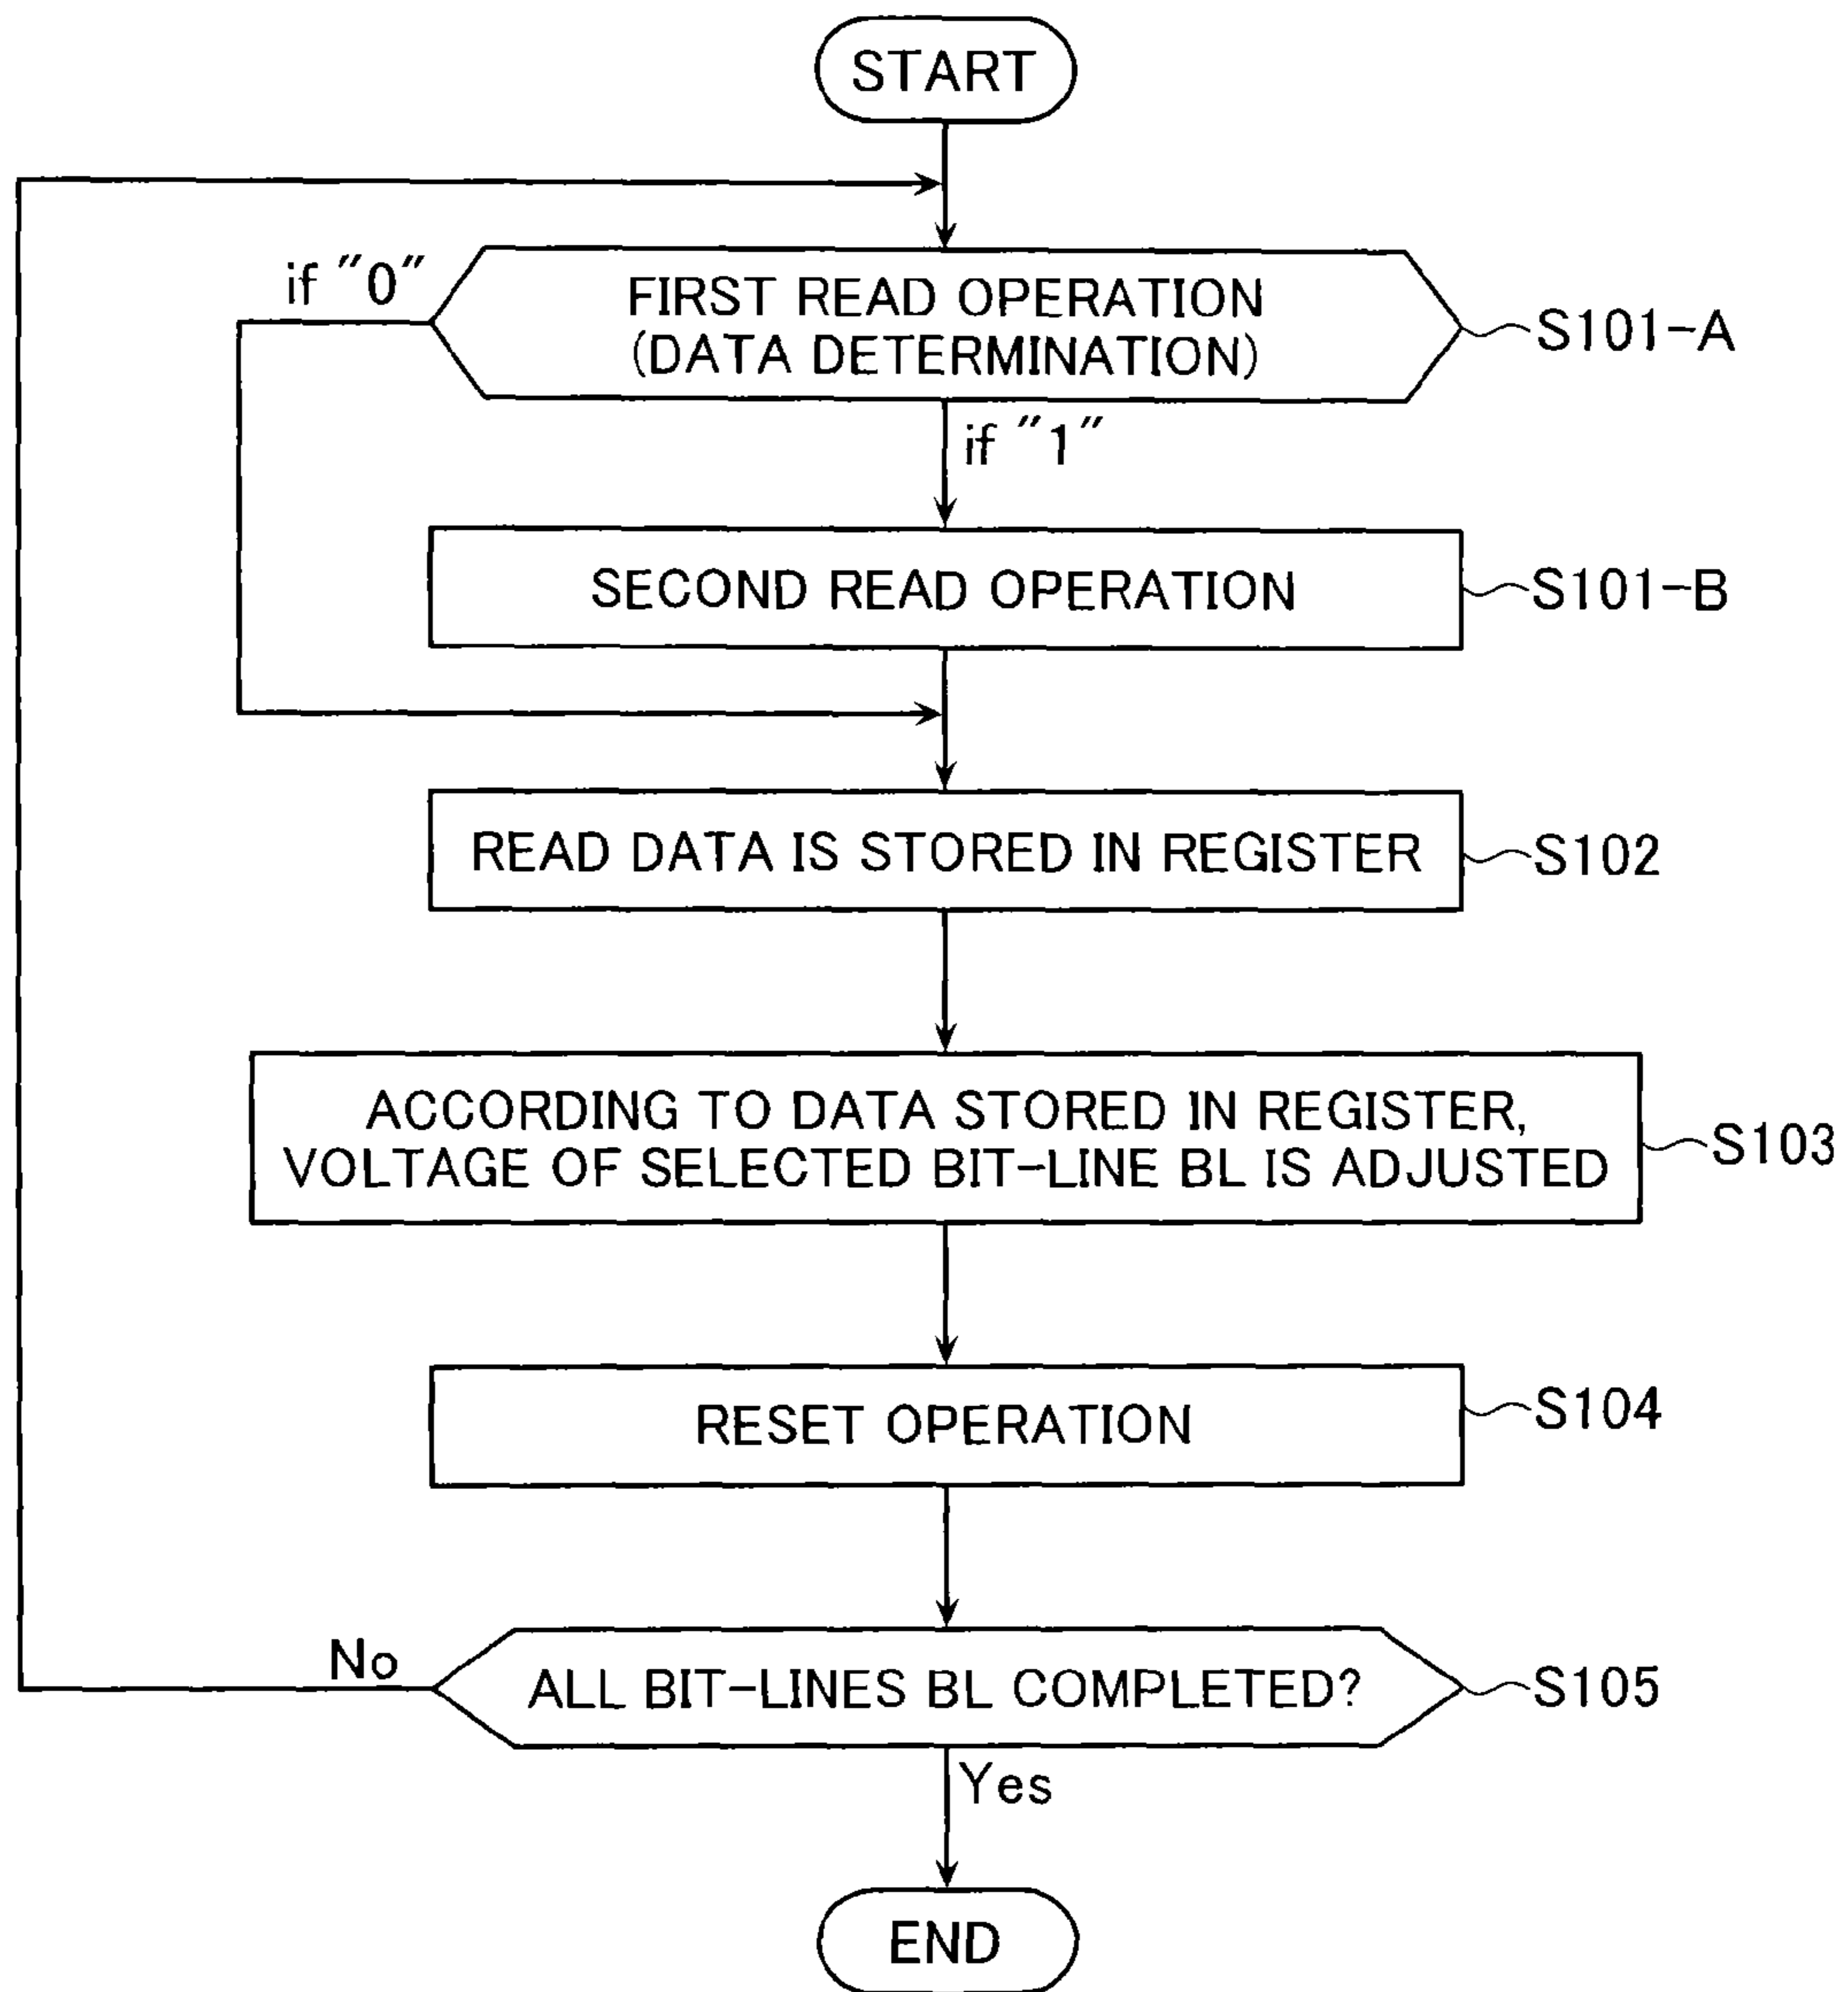 START
if "0"
FIRST READ OPERATION
(DATA DETERMINATION)
S101-A
if "1"
SECOND READ OPERATION
S101-B
READ DATA IS STORED IN REGISTER
S102
ACCORDING TO DATA STORED IN REGISTER,
VOLTAGE OF SELECTED BIT-LINE BL IS ADJUSTED
S103
RESET OPERATION
S104
No
ALL BIT-LINES BL COMPLETED?
S105
Yes
END